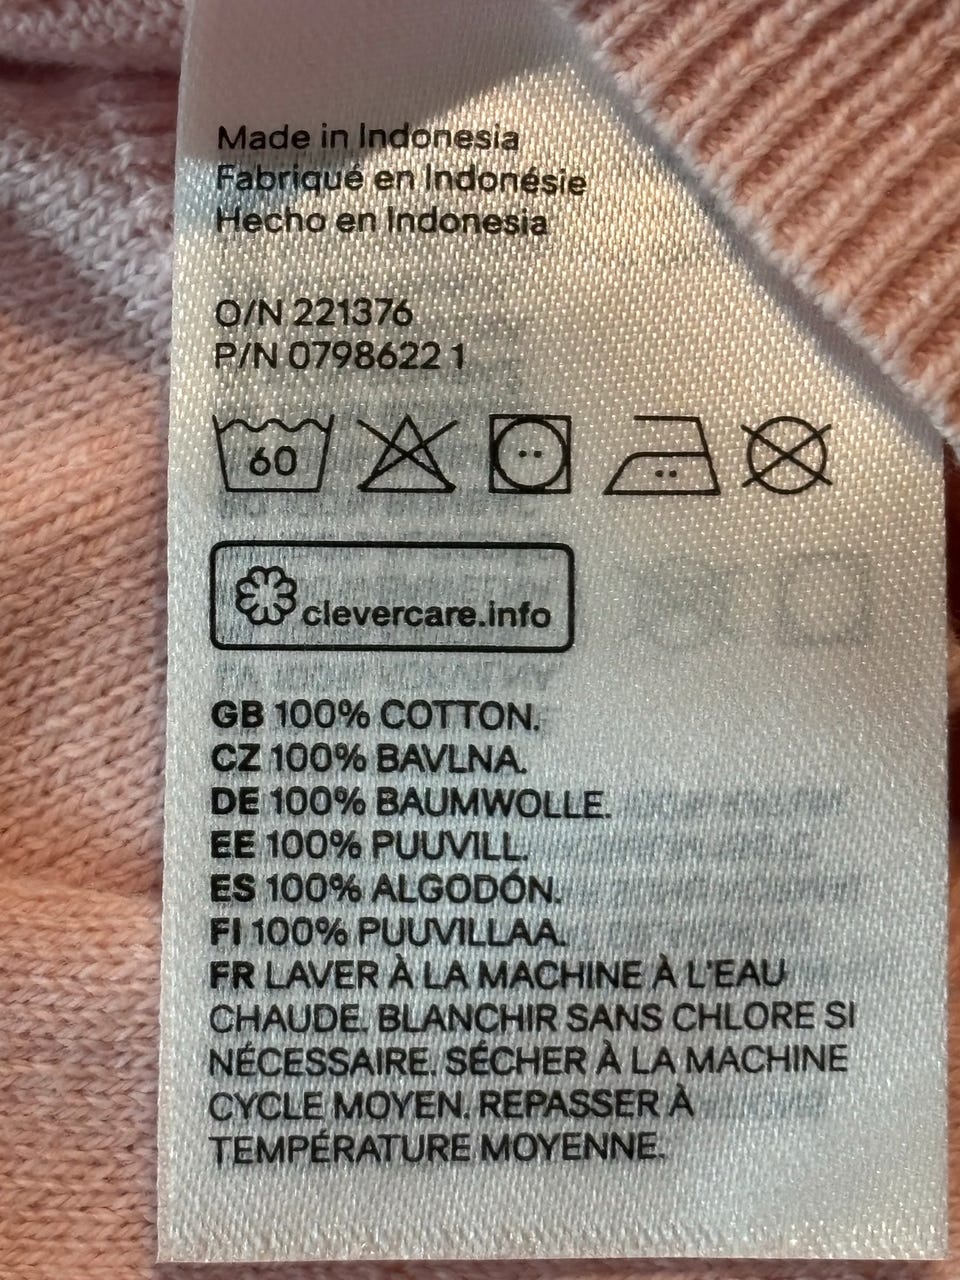 Made in Indonesia
Fabriqué en Indonésie
Hecho en Indonesia
O/N 221376
P/N 0798622 1
60
clevercare.info
GB 100% COTTON.
CZ 100% BAVLNA.
DE 100% BAUMWOLLE.
EE 100% PUUVILL.
ES 100% ALGODÓN.
FI 100% PUUVILLAA.
FR LAVER À LA MACHINE À L'EAU
CHAUDE. BLANCHIR SANS CHLORE SI
NÉCESSAIRE. SÉCHER À LA MACHINE
CYCLE MOYEN. REPASSER À
TEMPÉRATURE MOYENNE.